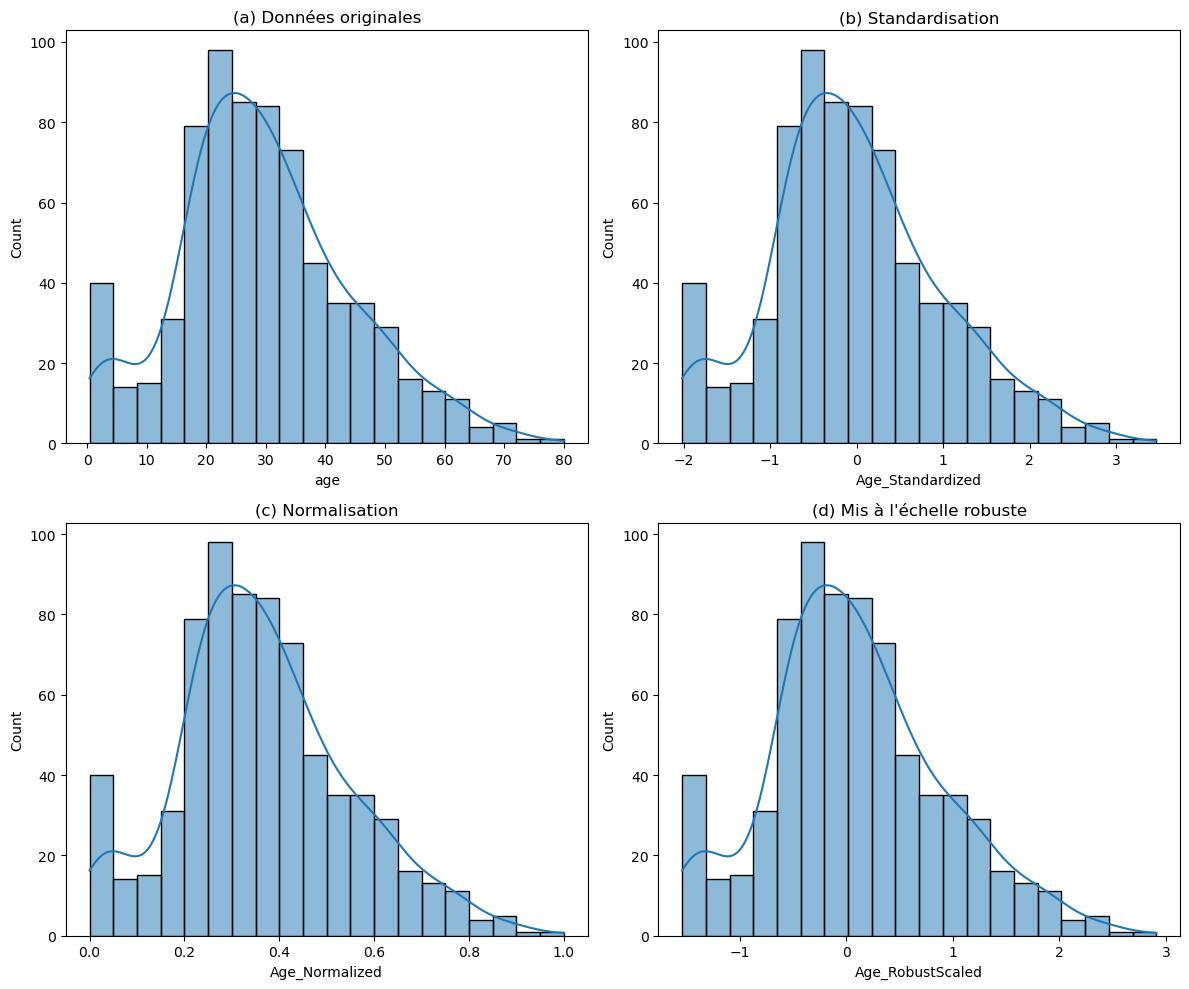 (a) Données originales
(b) Standardisation
100
80
60
40
20
0
Count
0 10 20 30 40 50 60 70 80
age
100
80
60
40
20
0
Count
−2 −1 0 1 2 3
Age_Standardized
(c) Normalisation
(d) Mis à l'échelle robuste
100
80
60
40
20
0
Count
0.0 0.2 0.4 0.6 0.8 1.0
Age_Normalized
100
80
60
40
20
0
Count
−1 0 1 2 3
Age_RobustScaled